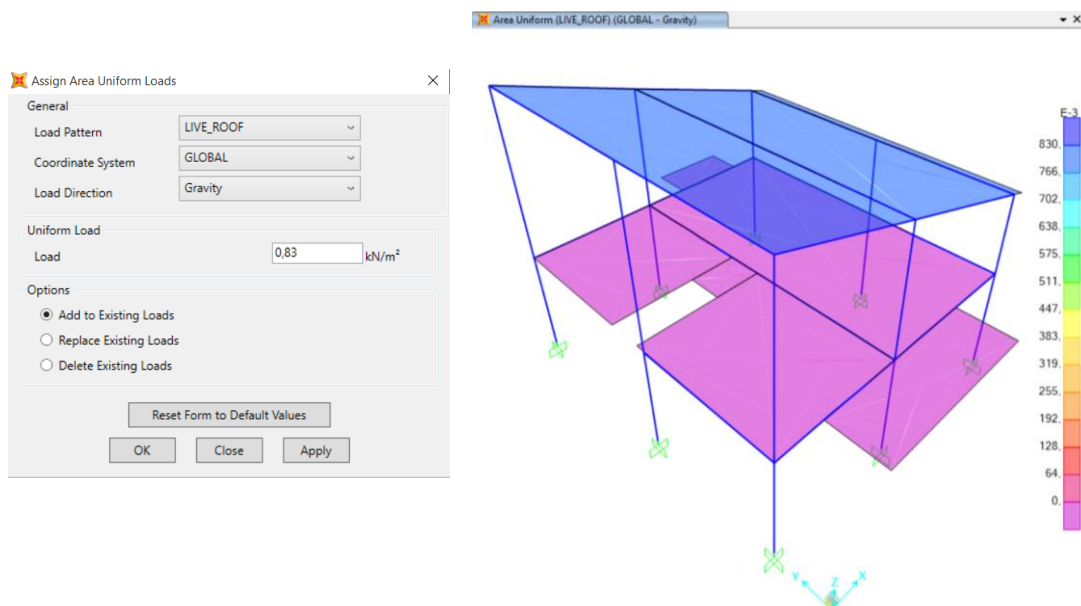 Area Uniform (LIVE_ROOF) (GLOBAL - Gravity)
Assign Area Uniform Loads
General
Load Pattern LIVE_ROOF
Coordinate System GLOBAL
Load Direction Gravity
Uniform Load
Load 0,83 kN/m²
Options
Add to Existing Loads
Replace Existing Loads
Delete Existing Loads
Reset Form to Default Values
OK Close Apply
E-3
830.
766.
702.
638.
575.
511.
447.
383.
319.
255.
192.
128.
64.
0.
Y Z X